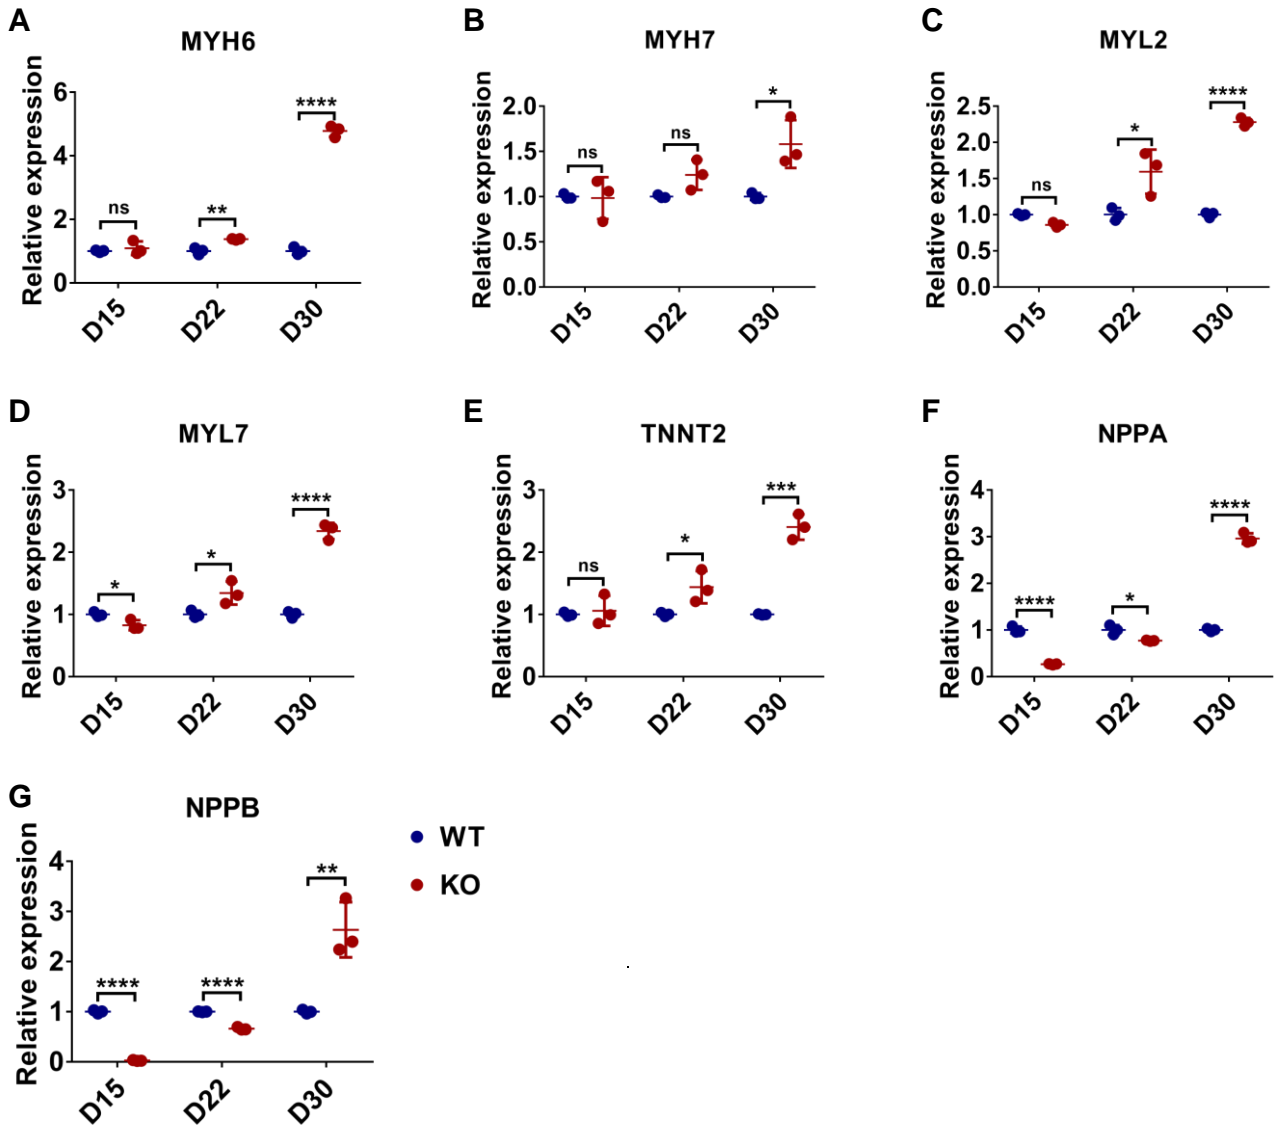 A
MYH6
Relative expression
6
4
2
0
ns
**
****
D15
D22
D30
B
MYH7
Relative expression
2.0
1.5
1.0
0.5
0.0
ns
ns
*
D15
D22
D30
C
MYL2
Relative expression
2.5
2.0
1.5
1.0
0.5
0.0
ns
*
****
D15
D22
D30
D
MYL7
Relative expression
3
2
1
0
*
*
****
D15
D22
D30
E
TNNT2
Relative expression
3
2
1
0
ns
*
***
D15
D22
D30
F
NPPA
Relative expression
4
3
2
1
0
****
*
****
D15
D22
D30
G
NPPB
Relative expression
4
3
2
1
0
****
****
**
D15
D22
D30
WT
KO